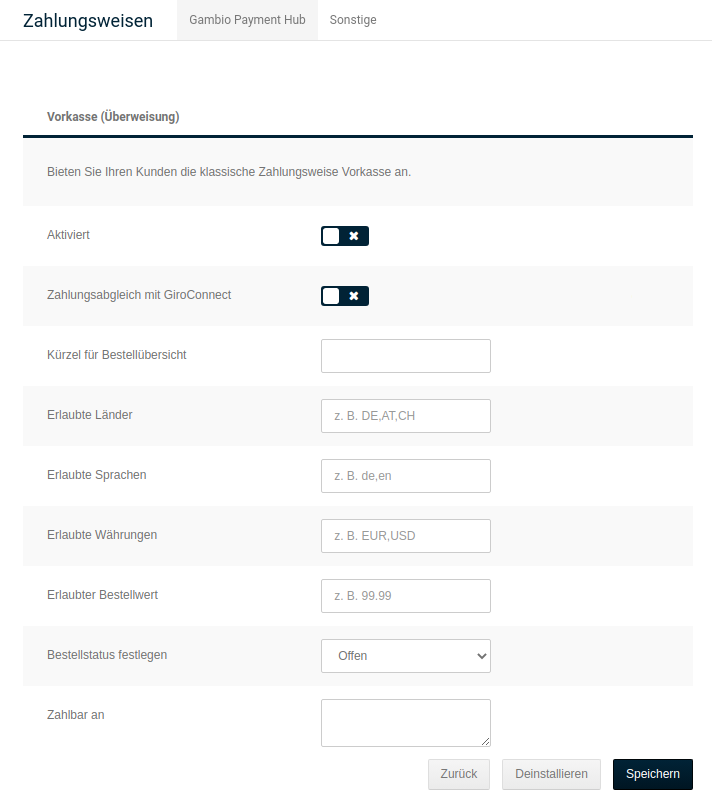 Zahlungsweisen
Gambio Payment Hub
Sonstige
Vorkasse (Überweisung)
Bieten Sie Ihren Kunden die klassische Zahlungsweise Vorkasse an.
Aktiviert
Zahlungsabgleich mit GiroConnect
Kürzel für Bestellübersicht
Erlaubte Länder
z. B. DE,AT,CH
Erlaubte Sprachen
z. B. de,en
Erlaubte Währungen
z. B. EUR,USD
Erlaubter Bestellwert
z. B. 99.99
Bestellstatus festlegen
Offen
Zahlbar an
Zurück
Deinstallieren
Speichern